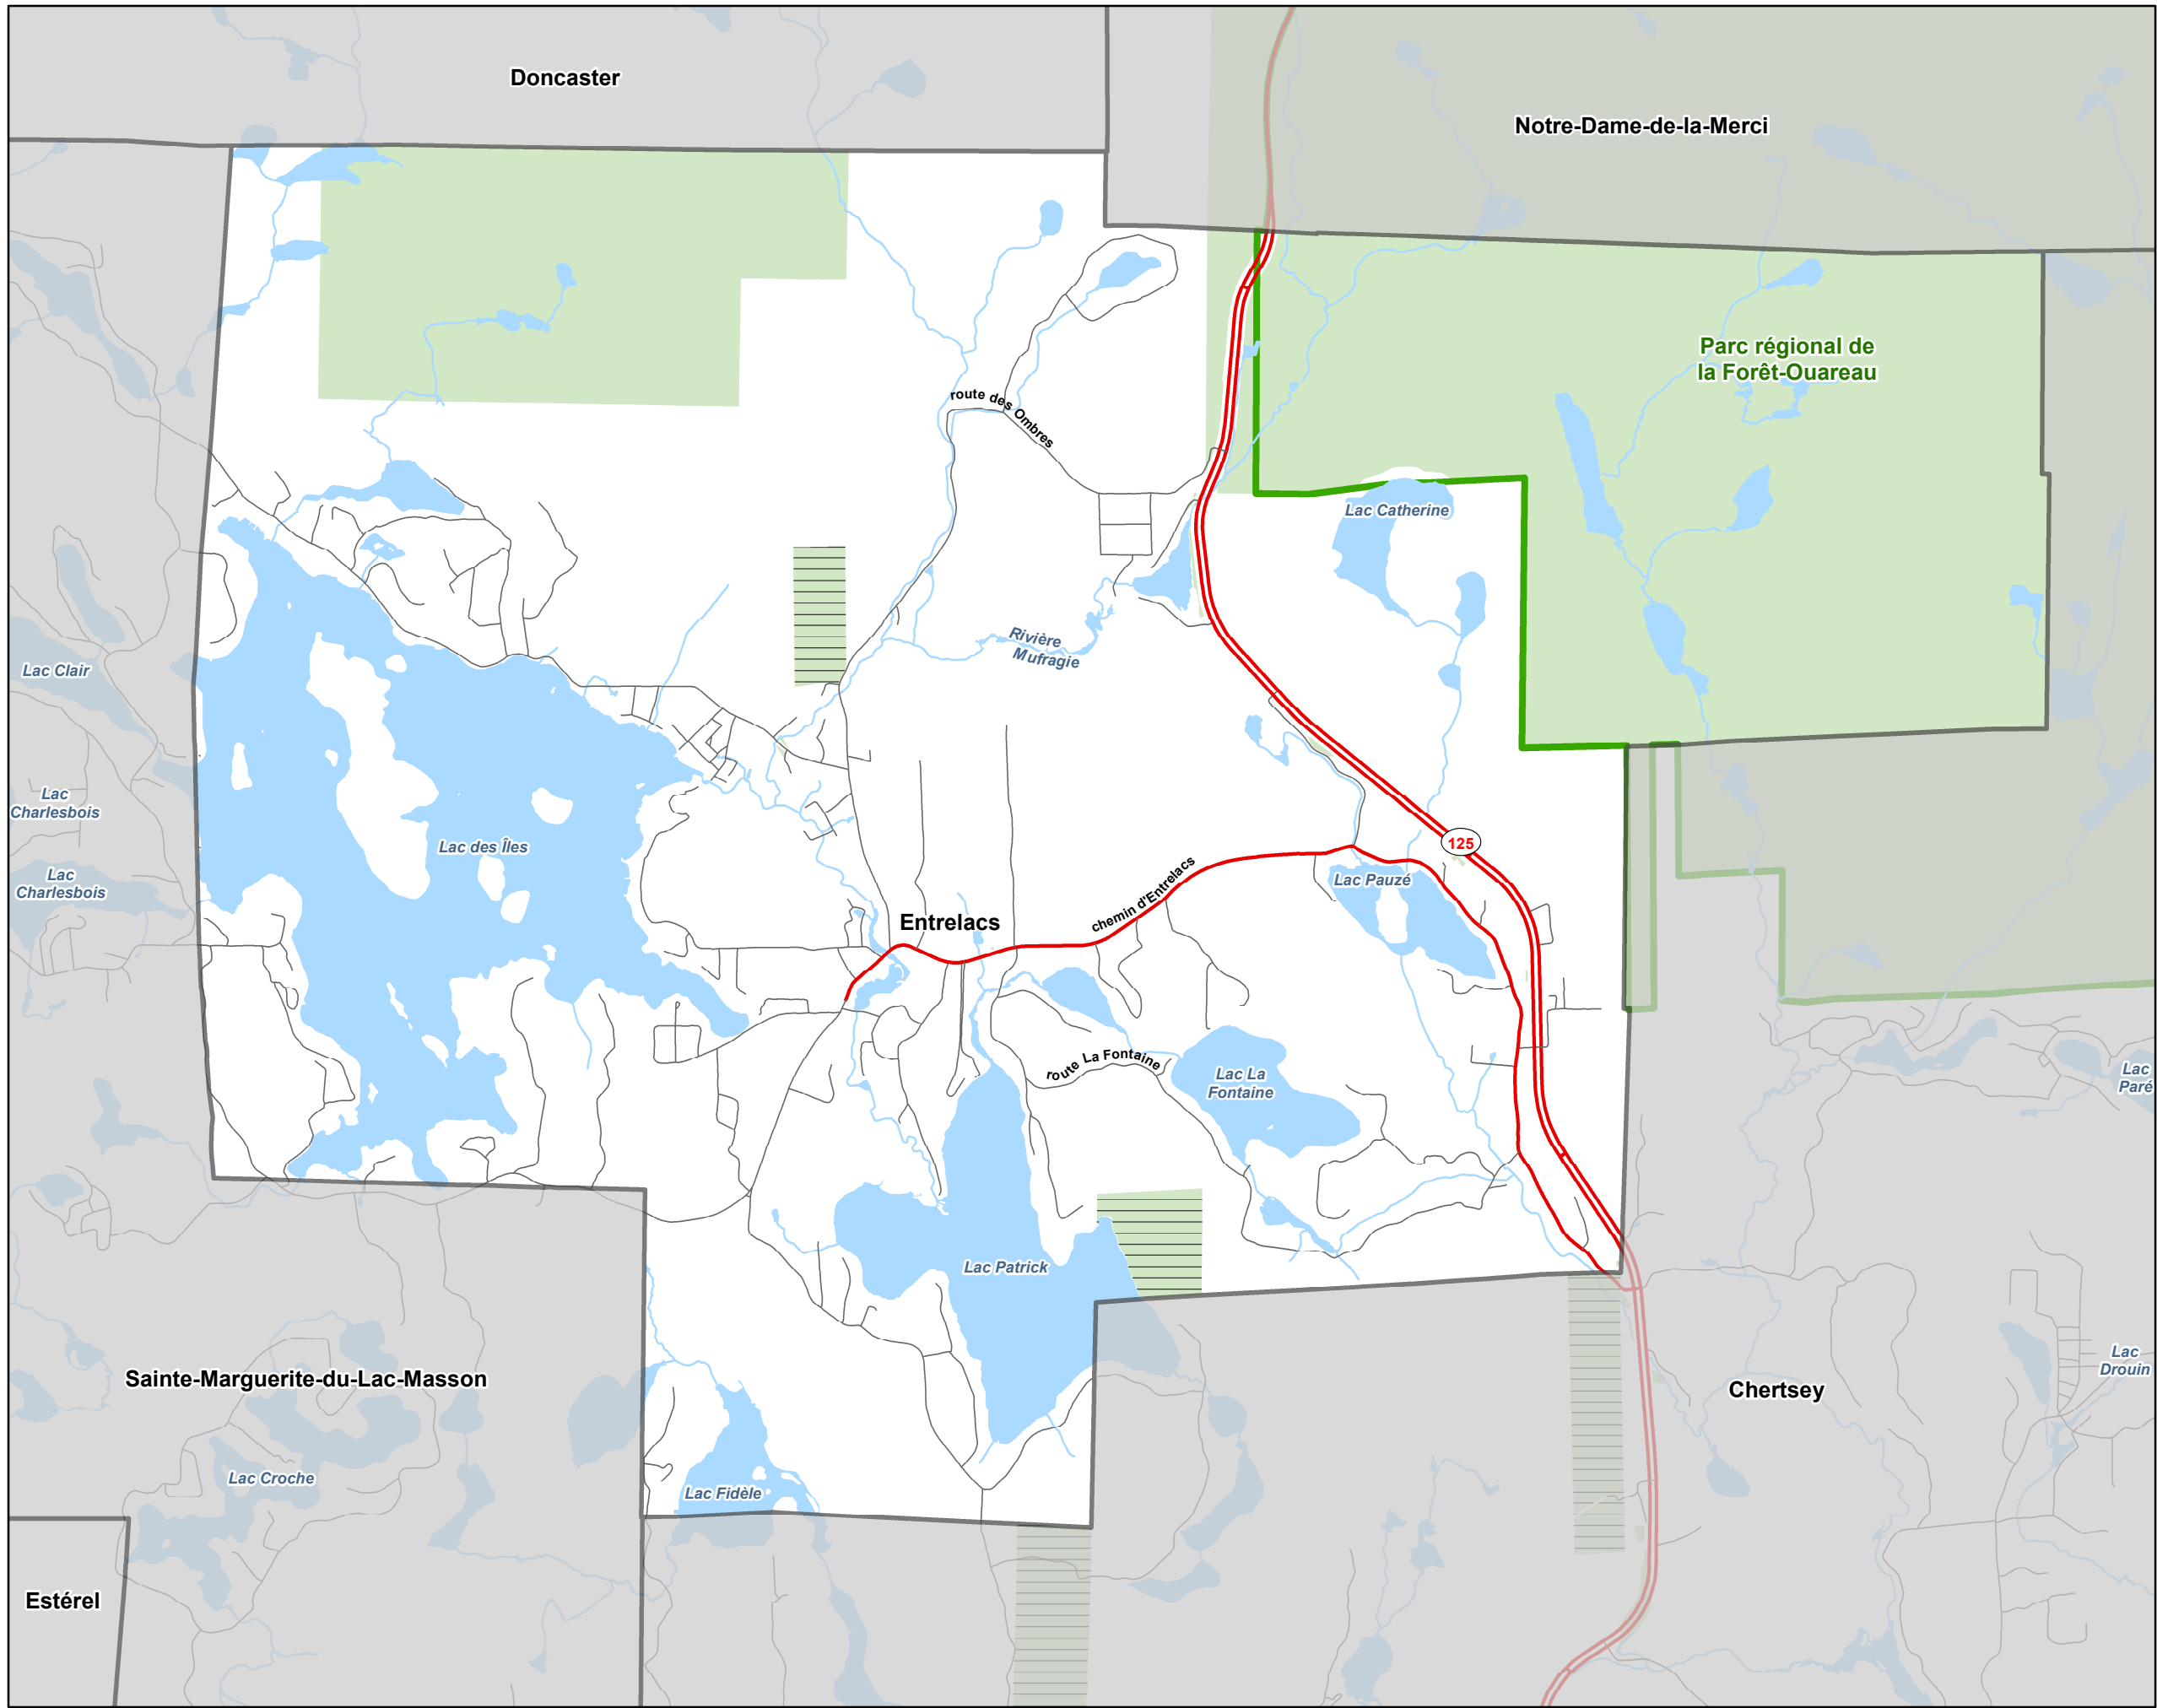 Doncaster
Notre-Dame-de-la-Merci
Parc régional de
la Forêt-Ouareau
route des Ombres
Lac Catherine
Rivière
Mufragie
Lac Clair
Lac
Charlesbois
Lac des Îles
125
Lac
Charlesbois
Lac Pauzé
chemin d'Entrelacs
Entrelacs
route La Fontaine
Lac La
Fontaine
Lac
Paré
Lac Patrick
Sainte-Marguerite-du-Lac-Masson
Lac
Drouin
Chertsey
Lac Croche
Lac Fidèle
Estérel